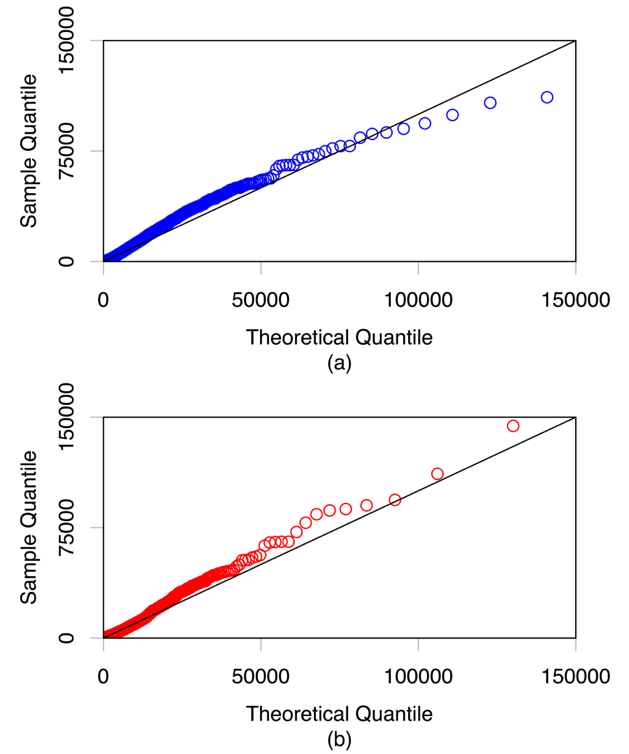 Sample Quantile
150000
75000
0
0 50000 100000 150000
Theoretical Quantile
(a)
Sample Quantile
150000
75000
0
0 50000 100000 150000
Theoretical Quantile
(b)